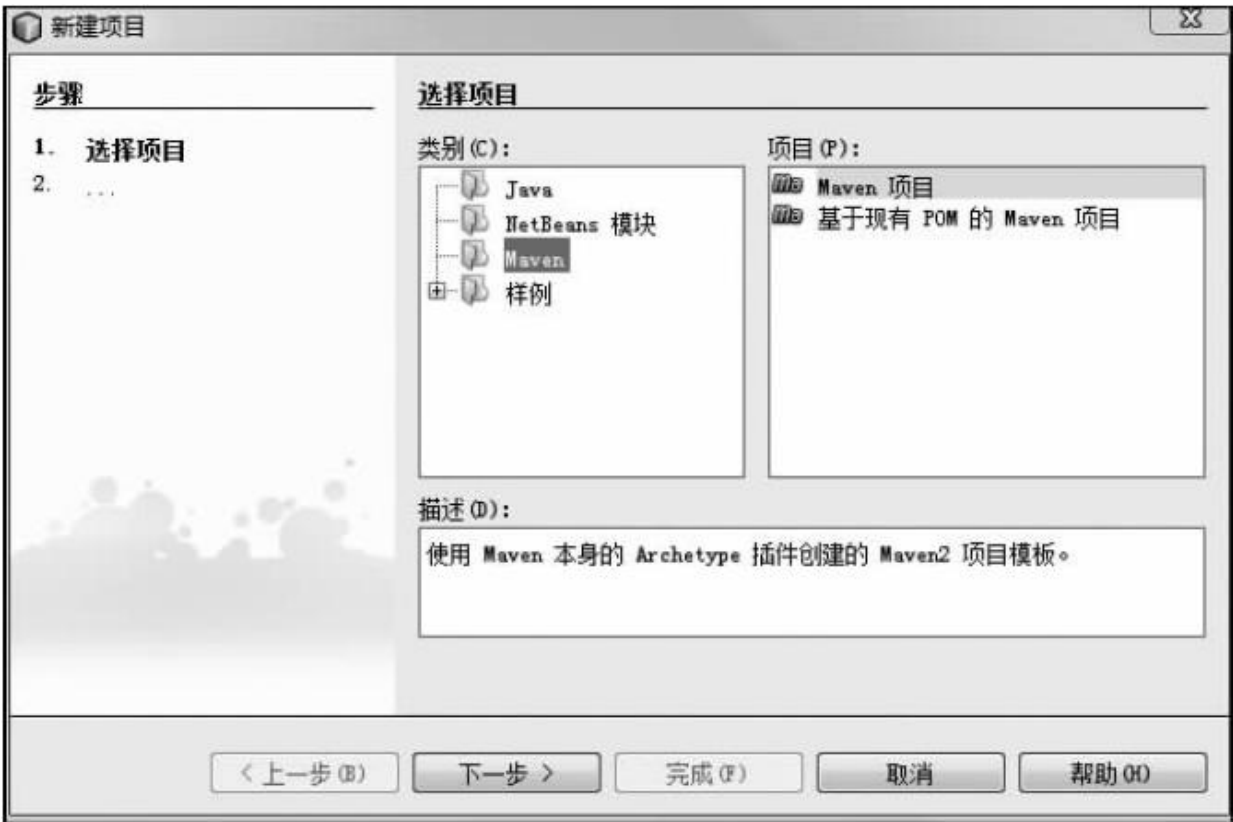 新建项目
步骤
1. 选择项目
2. ...
选择项目
类别(C):
Java
NetBeans 模块
Maven
样例
项目(P):
Maven 项目
基于现有 POM 的 Maven 项目
描述(D):
使用 Maven 本身的 Archetype 插件创建的 Maven2 项目模板。
< 上一步(B)
下一步 >
完成(F)
取消
帮助(H)